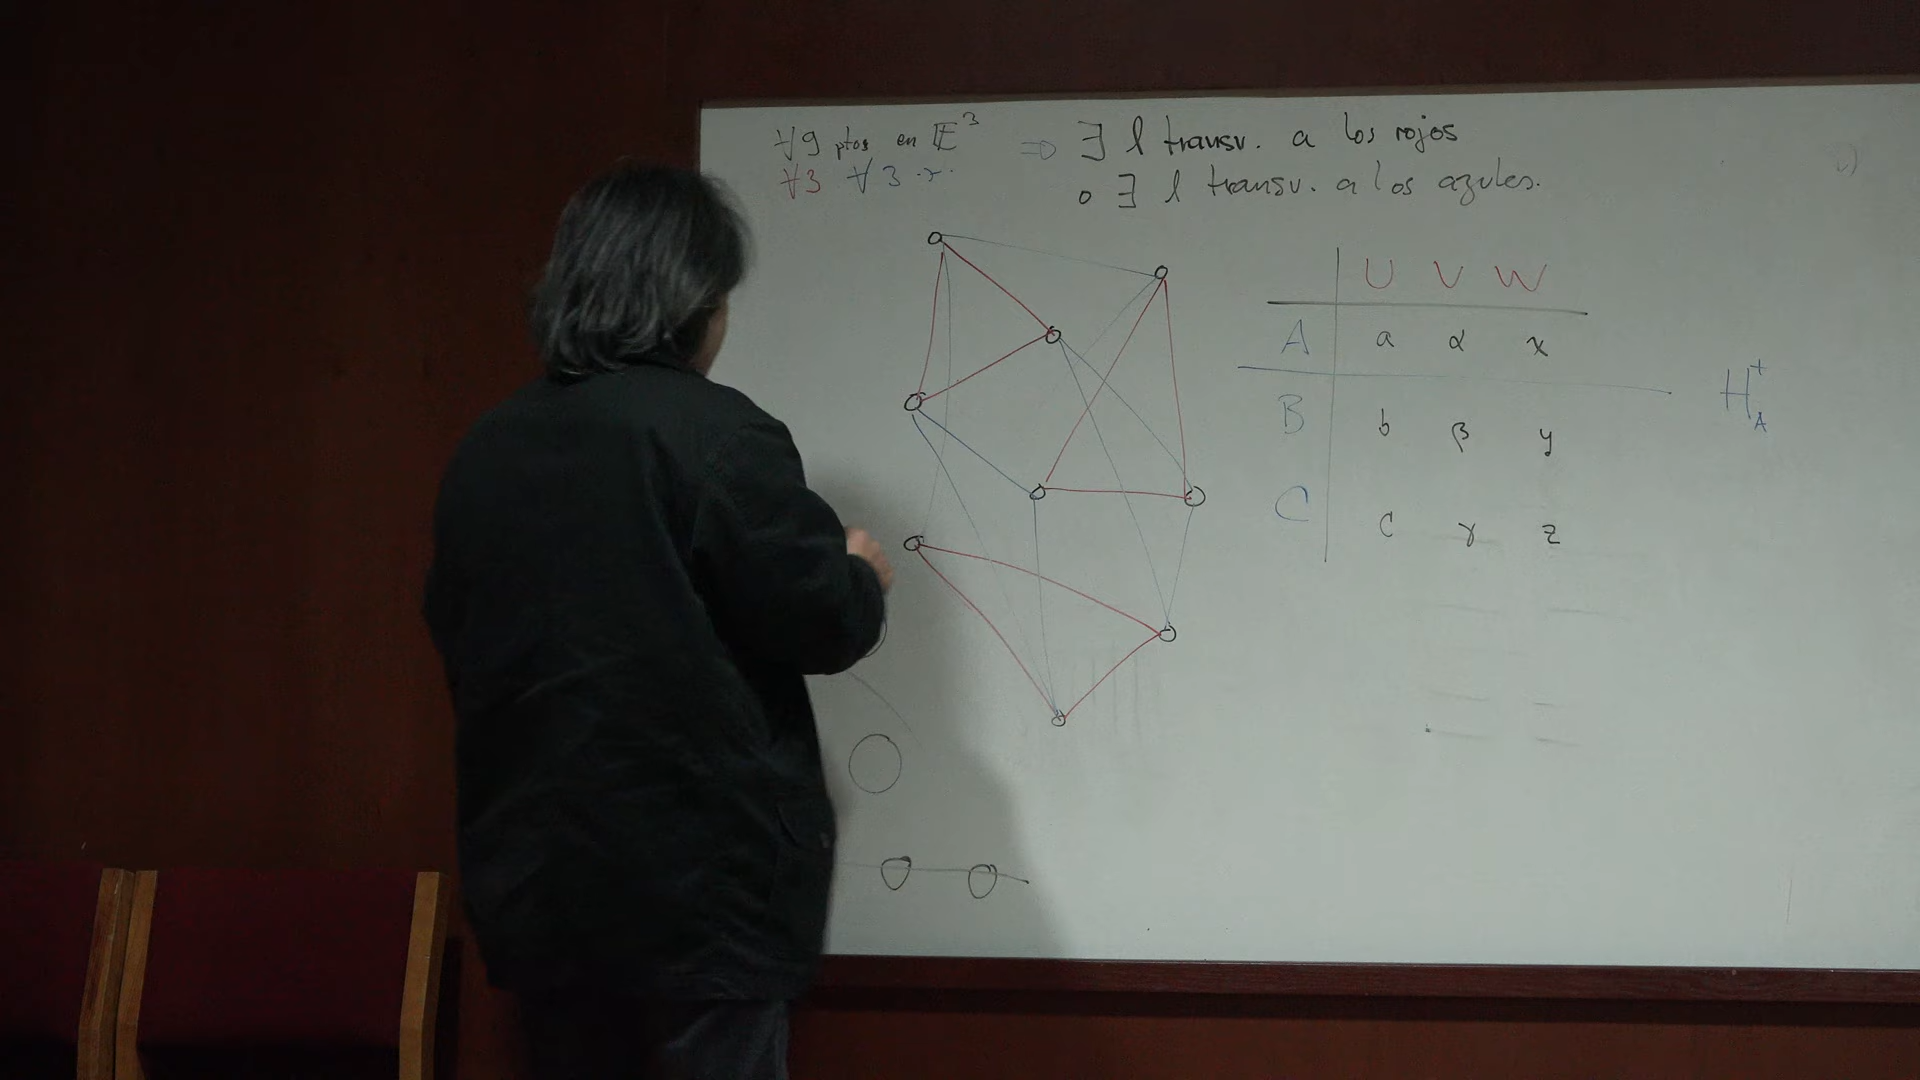 ∀9 ptos en E³ ⇒ ∃ l transv. a los rojos
∀3 ∀3
o ∃ l transv. a los azules.
U V W
A a α x
B b β y
C c γ z
H⁺_A